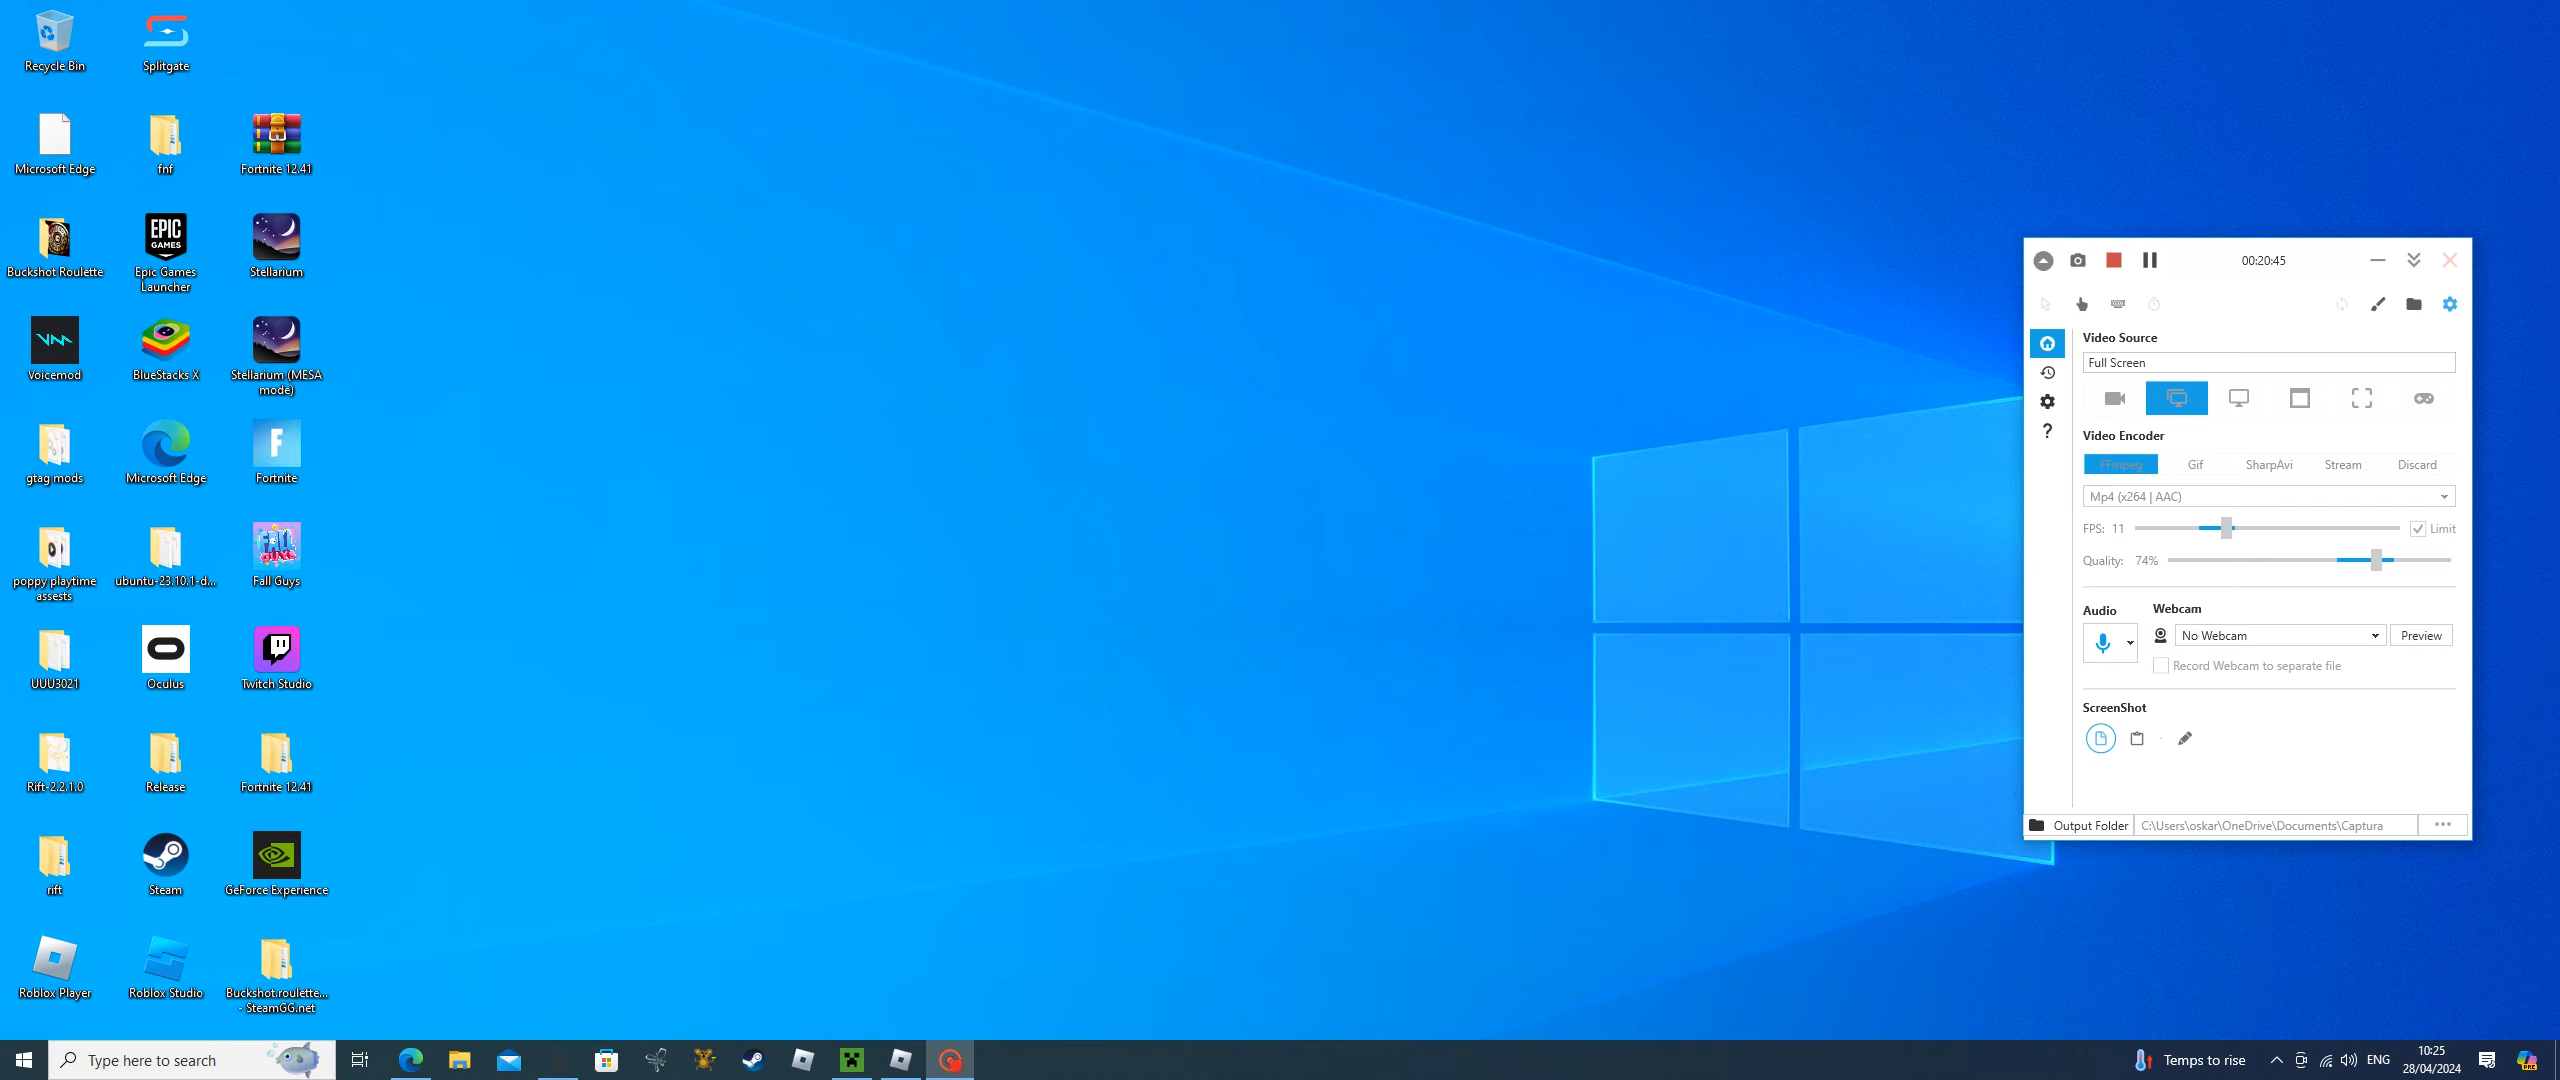 Recycle Bin
Splitgate
Microsoft Edge
fnf
Fortnite 12.41
Buckshot Roulette
EPIC
GAMES
Epic Games
Launcher
Stellarium
Voicemod
BlueStacks X
Stellarium (MESA
mode)
gtag mods
Microsoft Edge
F
Fortnite
poppy playtime
assests
ubuntu-23.10.1-d...
FALL
GUYS
Fall Guys
UUU3021
Oculus
Twitch Studio
Rift-2.2.1.0
Release
Fortnite 12.41
rift
Steam
GeForce Experience
Roblox Player
Roblox Studio
Buckshot.roulette...
- SteamGG.net
00:20:45
Video Source
Full Screen
Video Encoder
FFmpeg
Gif
SharpAvi
Stream
Discard
Mp4 (x264 | AAC)
FPS: 11
Limit
Quality: 74%
Audio
Webcam
No Webcam
Preview
Record Webcam to separate file
ScreenShot
Output Folder
C:\Users\oskar\OneDrive\Documents\Captura
Type here to search
Temps to rise
ENG
10:25
28/04/2024
PRE